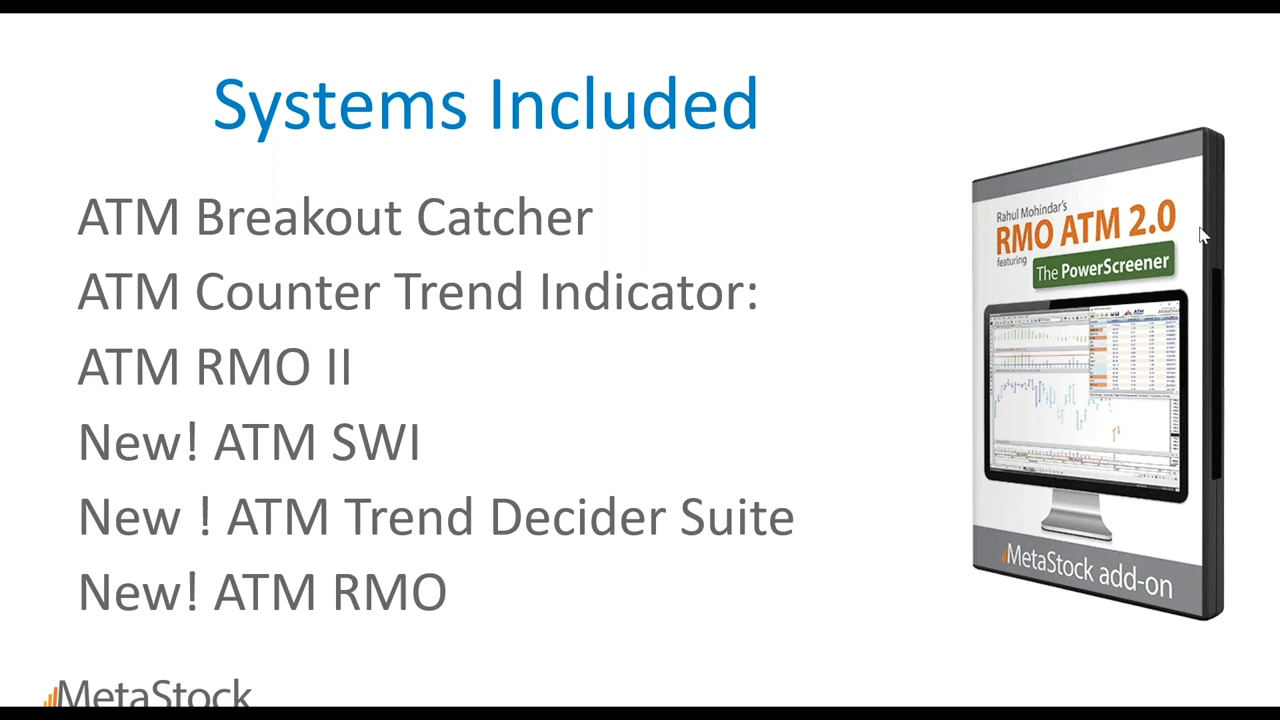 Systems Included
ATM Breakout Catcher
ATM Counter Trend Indicator:
ATM RMO II
New! ATM SWI
New ! ATM Trend Decider Suite
New! ATM RMO
MetaStock
Rahul Mohindar's
RMO ATM 2.0
featuring
The PowerScreener
MetaStock add-on